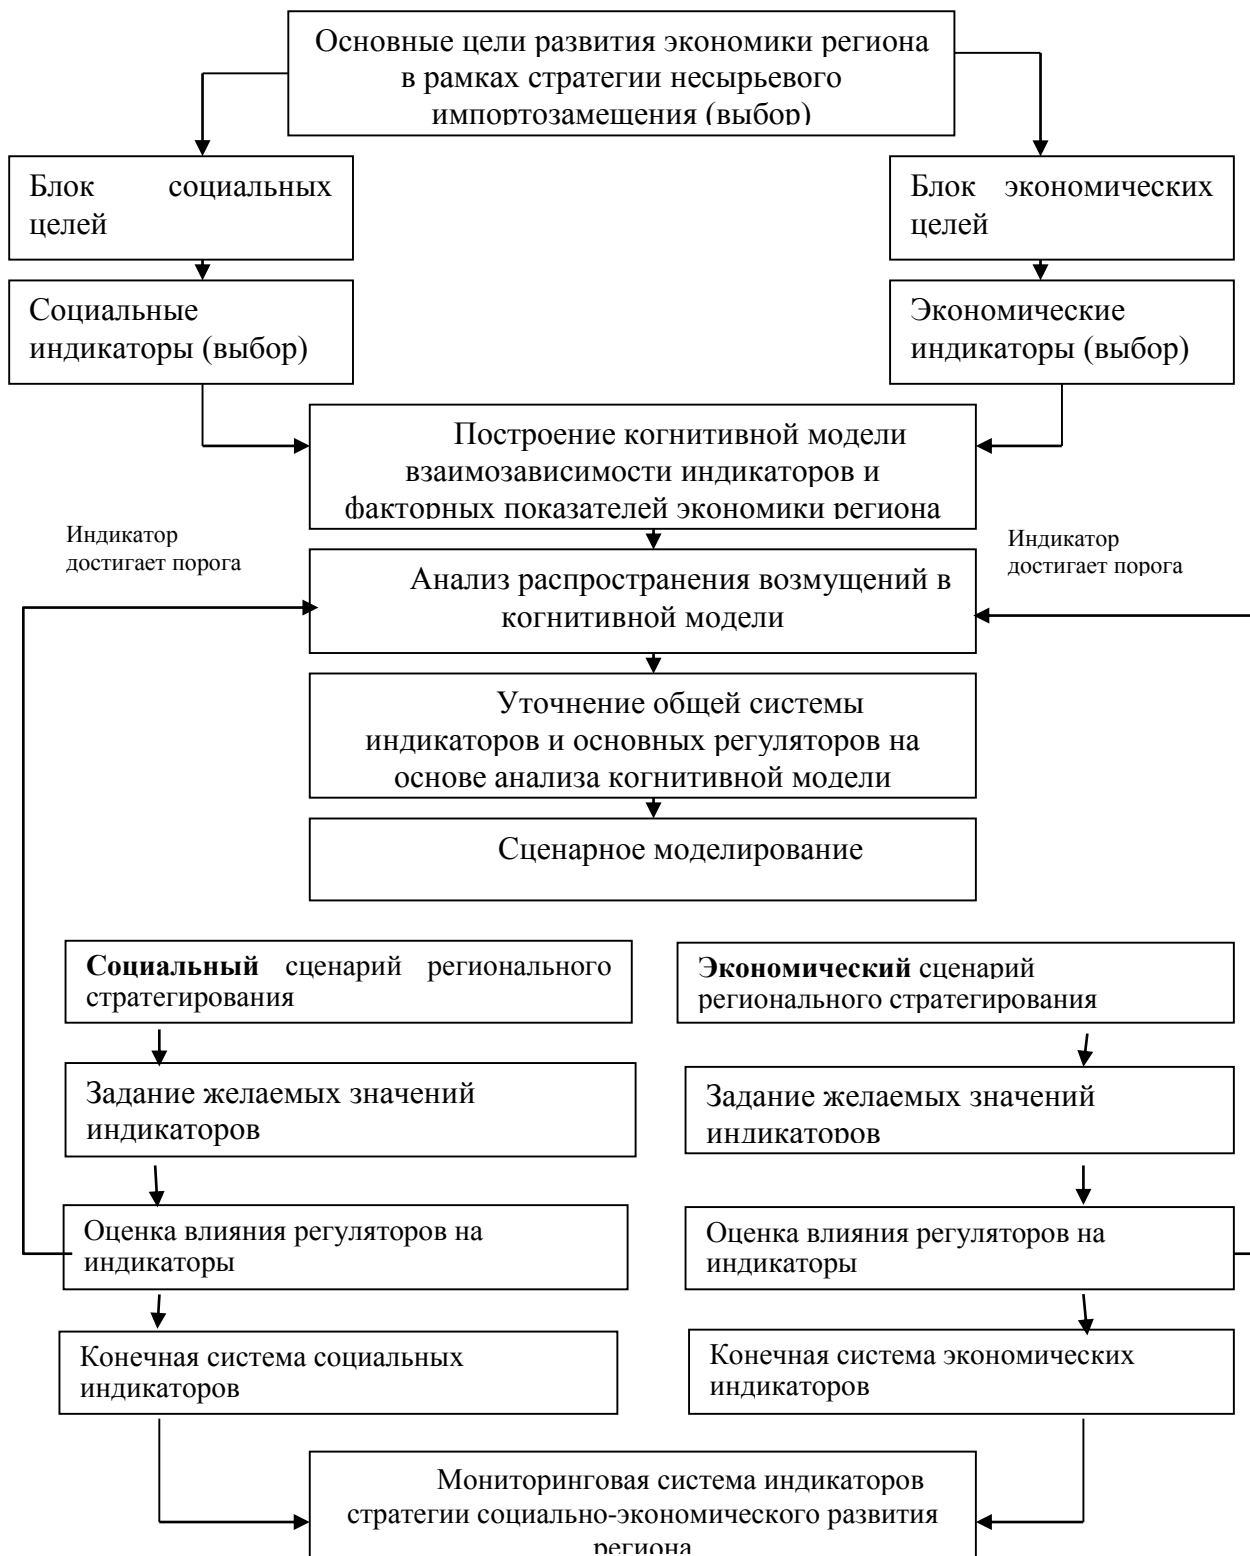 Основные цели развития экономики региона
в рамках стратегии несырьевого
импортозамещения (выбор)
Блок социальных
целей
Блок экономических
целей
Социальные
индикаторы (выбор)
Экономические
индикаторы (выбор)
Построение когнитивной модели
взаимозависимости индикаторов и
факторных показателей экономики региона
Индикатор
достигает порога
Индикатор
достигает порога
Анализ распространения возмущений в
когнитивной модели
Уточнение общей системы
индикаторов и основных регуляторов на
основе анализа когнитивной модели
Сценарное моделирование
Социальный сценарий регионального
стратегирования
Экономический сценарий
регионального стратегирования
Задание желаемых значений
индикаторов
Задание желаемых значений
индикаторов
Оценка влияния регуляторов на
индикаторы
Оценка влияния регуляторов на
индикаторы
Конечная система социальных
индикаторов
Конечная система экономических
индикаторов
Мониторинговая система индикаторов
стратегии социально-экономического развития
региона